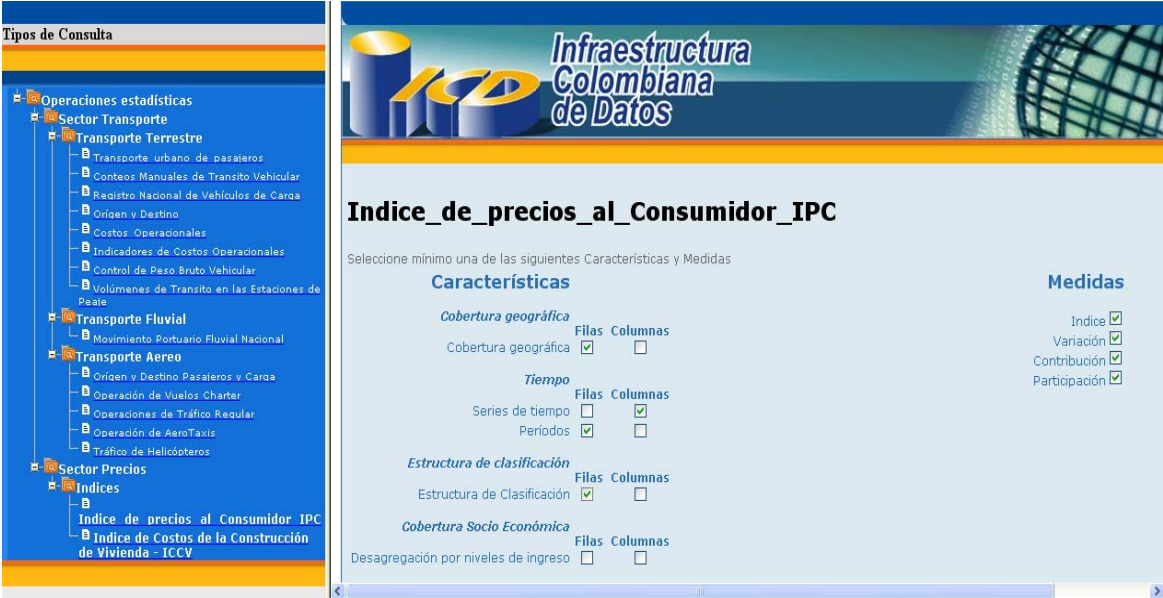 Tipos de Consulta
Operaciones estadísticas
Sector Transporte
Transporte Terrestre
Transporte urbano de pasajeros
Conteos Manuales de Transito Vehicular
Registro Nacional de Vehículos de Carga
Orígen y Destino
Costos Operacionales
Indicadores de Costos Operacionales
Control de Peso Bruto Vehicular
Volúmenes de Transito en las Estaciones de
Peaje
Transporte Fluvial
Movimiento Portuario Fluvial Nacional
Transporte Aereo
Orígen y Destino Pasajeros y Carga
Operación de Vuelos Charter
Operaciones de Tráfico Regular
Operación de AeroTaxis
Tráfico de Helicópteros
Sector Precios
Indices
Indice de precios al Consumidor IPC
Indice de Costos de la Construcción
de Vivienda - ICCV
ICD
Infraestructura
Colombiana
de Datos
Indice_de_precios_al_Consumidor_IPC
Seleccione mínimo una de las siguientes Características y Medidas
Características
Cobertura geográfica
Filas Columnas
Cobertura geográfica
Tiempo
Filas Columnas
Series de tiempo
Períodos
Estructura de clasificación
Filas Columnas
Estructura de Clasificación
Cobertura Socio Económica
Filas Columnas
Desagregación por niveles de ingreso
Medidas
Indice
Variación
Contribución
Participación